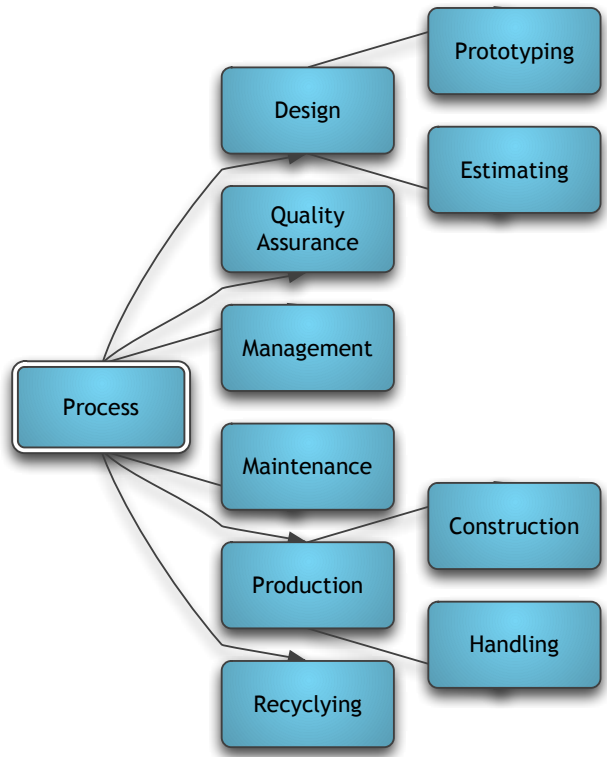 Prototyping
Design
Estimating
Quality
Assurance
Management
Process
Maintenance
Construction
Production
Handling
Recyclying